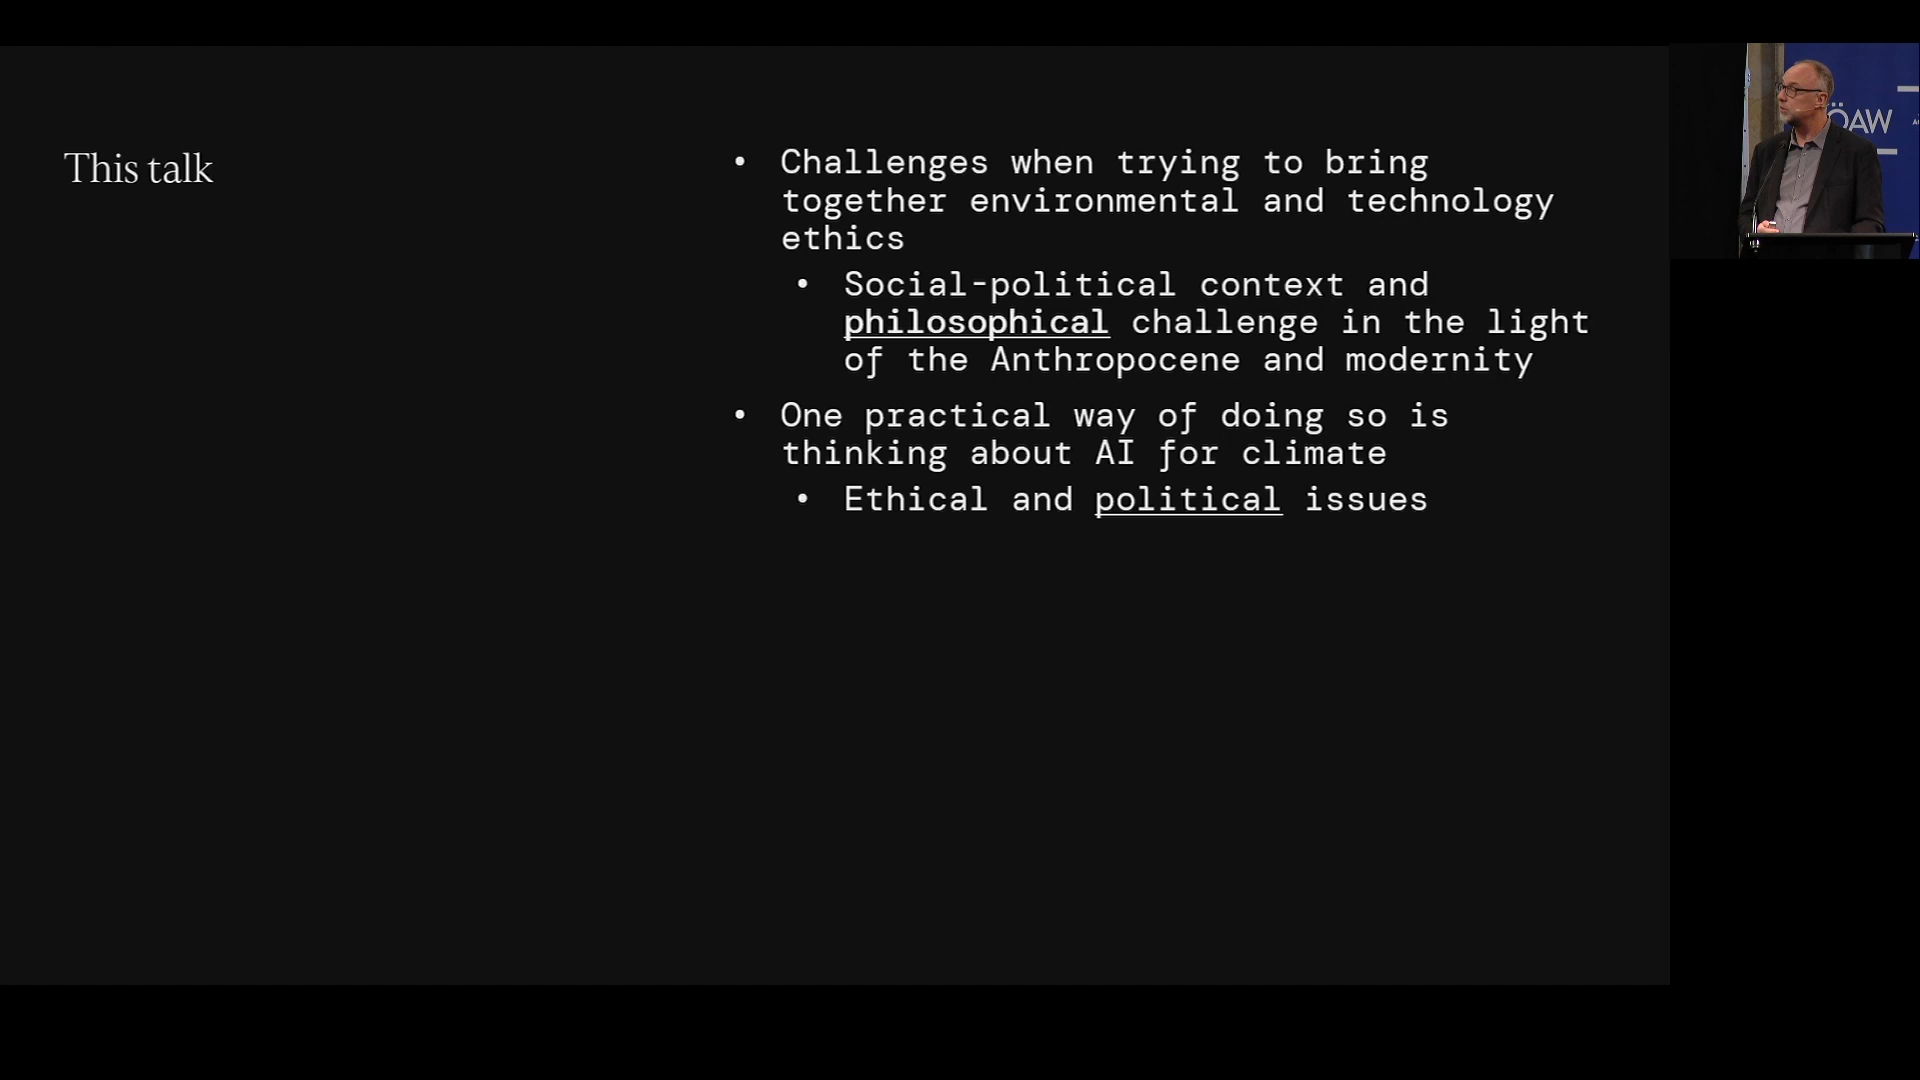 This talk
• Challenges when trying to bring
together environmental and technology
ethics
• Social-political context and
philosophical challenge in the light
of the Anthropocene and modernity
• One practical way of doing so is
thinking about AI for climate
• Ethical and political issues
ÖAW